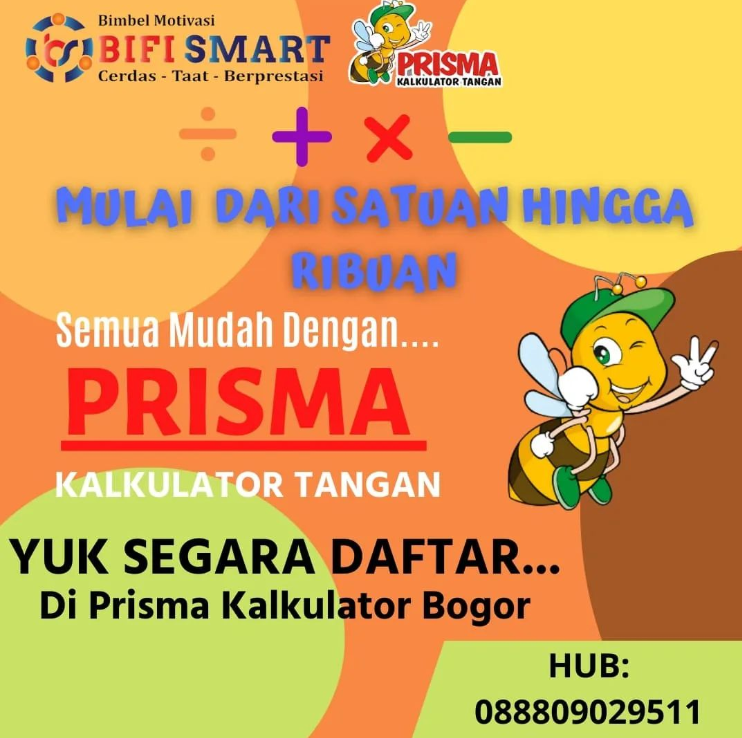 Bimbel Motivasi
BIFI SMART
Cerdas - Taat - Berprestasi
PRISMA
KALKULATOR TANGAN
÷ + × −
MULAI DARI SATUAN HINGGA
RIBUAN
Semua Mudah Dengan....
PRISMA
KALKULATOR TANGAN
YUK SEGARA DAFTAR...
Di Prisma Kalkulator Bogor
HUB:
088809029511